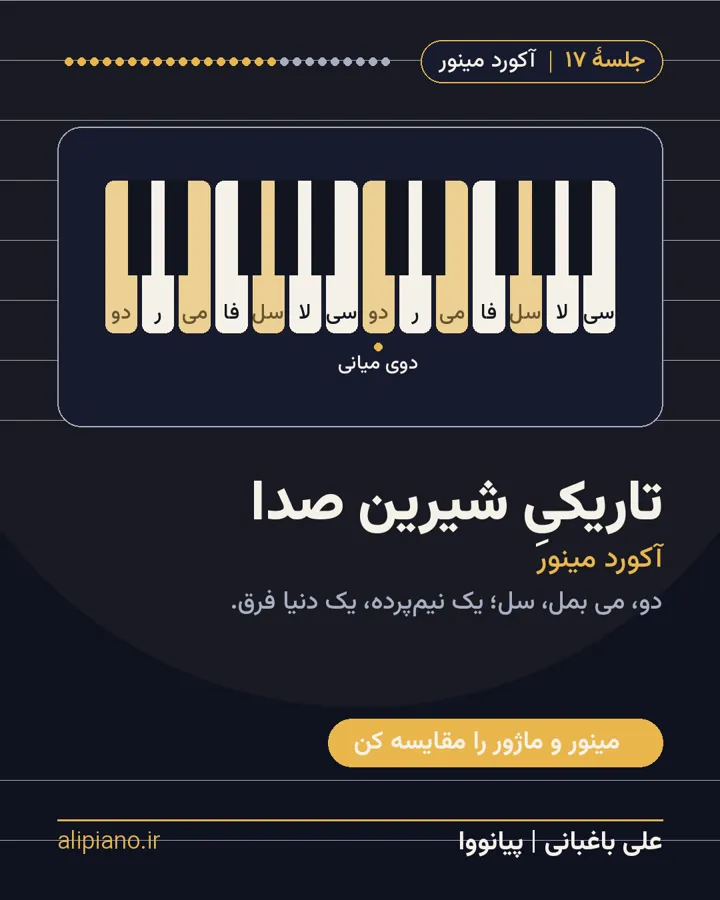 جلسهٔ ۱۷ | آکورد مینور
دو ر می فا سل لا سی دو ر می فا سل لا سی
دوی میانی
تاریکیِ شیرین صدا
آکورد مینور
دو، می بمل، سل؛ یک نیم‌پرده، یک دنیا فرق.
مینور و ماژور را مقایسه کن
علی باغبانی | پیانووا
alipiano.ir